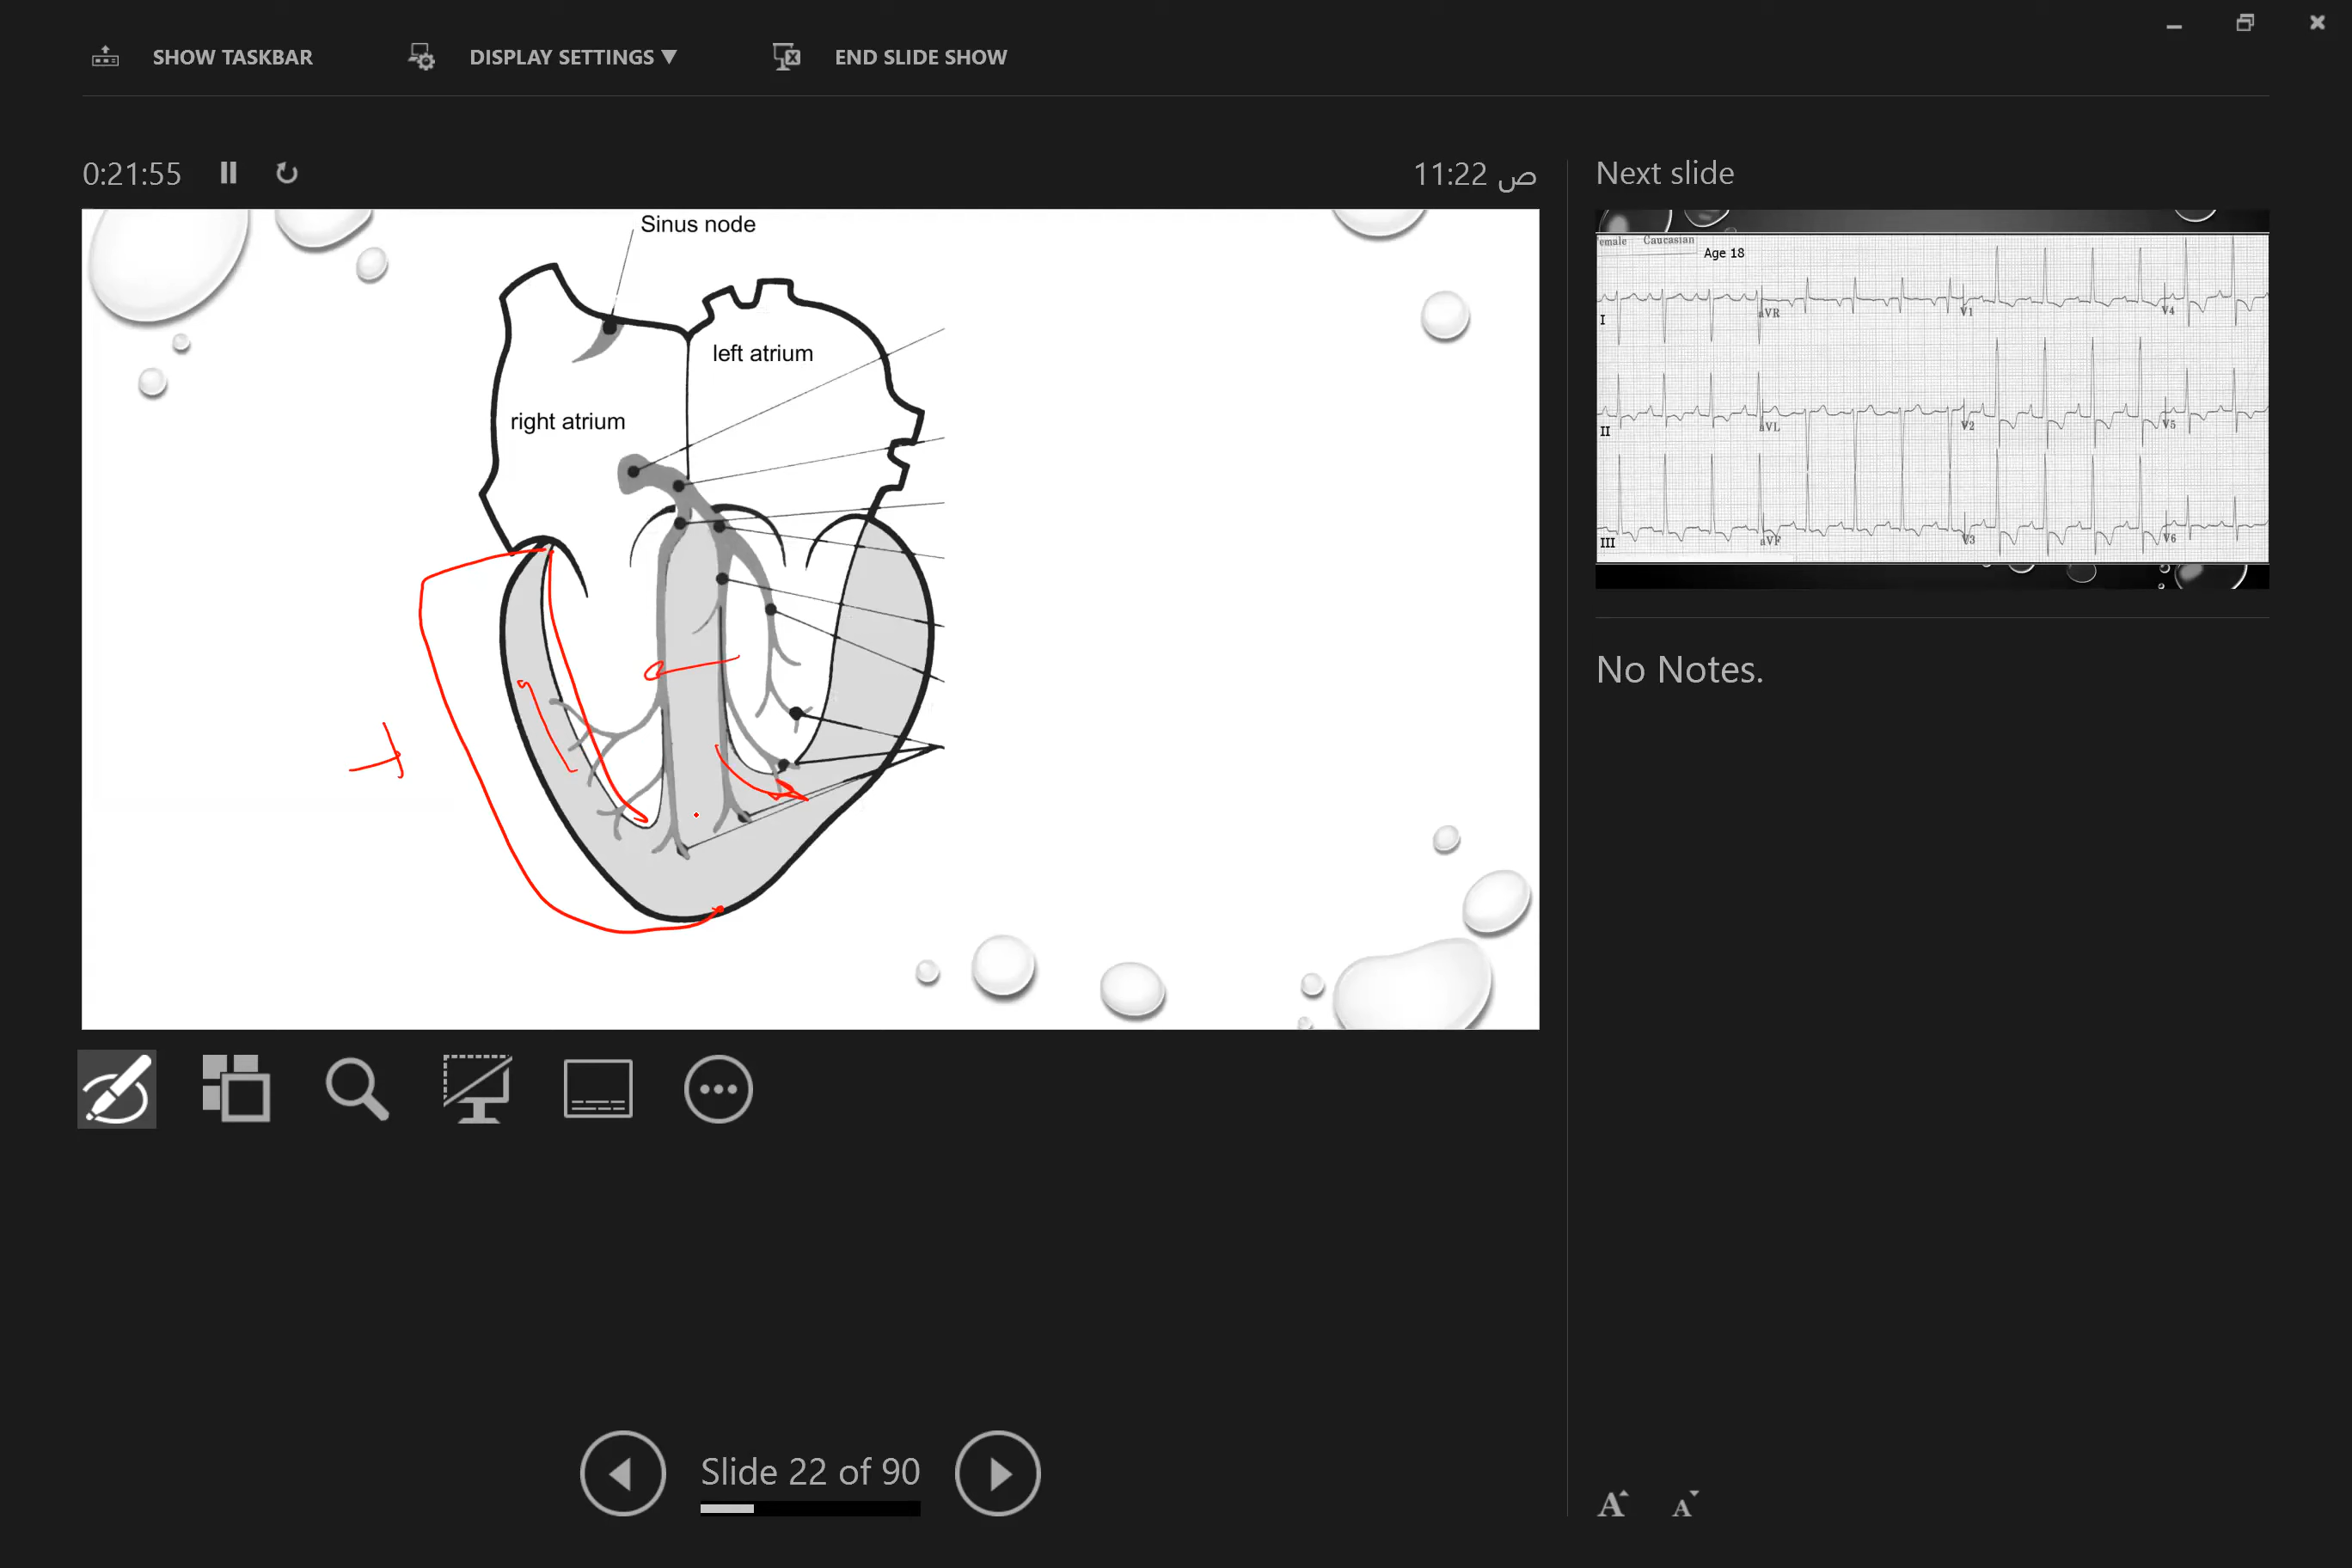 SHOW TASKBAR
DISPLAY SETTINGS ▼
END SLIDE SHOW
0:21:55
11:22 ص
Next slide
Sinus node
left atrium
right atrium
emale Caucasian
Age 18
I
aVR
V1
V4
II
aVL
V2
V5
III
aVF
V3
V6
No Notes.
Slide 22 of 90
A
A